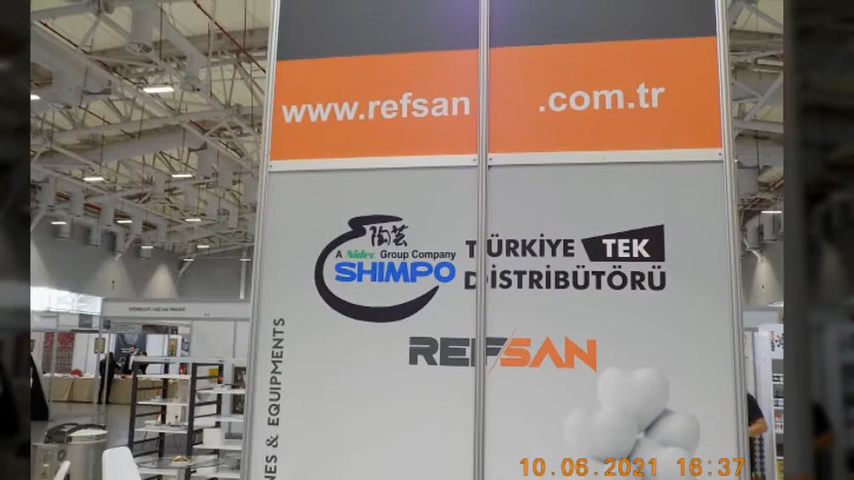 www.refsan .com.tr
陶芸
A Nidec Group Company
SHIMPO
TÜRKİYE TEK
DİSTRİBÜTÖRÜ
REFSAN
NES & EQUIPMENTS
10.06.2021 16:37